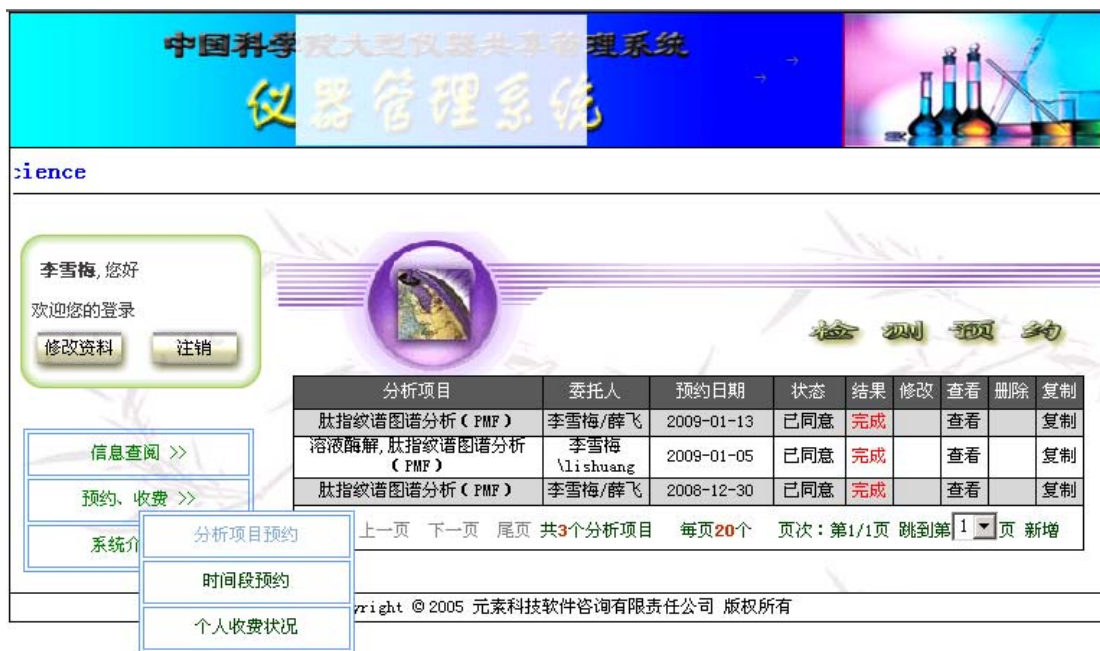 中国科学院大型仪器共享管理系统
仪器管理系统
cience
李雪梅, 您好
欢迎您的登录
修改资料 注销
检测预约
分析项目 委托人 预约日期 状态 结果 修改 查看 删除 复制
肽指纹谱图谱分析(PMF) 李雪梅/薛飞 2009-01-13 已同意 完成 查看 复制
溶液酶解, 肽指纹谱图谱分析
(PMF) 李雪梅
\lishuang 2009-01-05 已同意 完成 查看 复制
肽指纹谱图谱分析(PMF) 李雪梅/薛飞 2008-12-30 已同意 完成 查看 复制
上一页 下一页 尾页 共3个分析项目 每页20个 页次：第1/1页 跳到第 1 页 新增
信息查阅 >>
预约、收费 >>
系统介
分析项目预约
时间段预约
个人收费状况
yright ©2005 元素科技软件咨询有限责任公司 版权所有